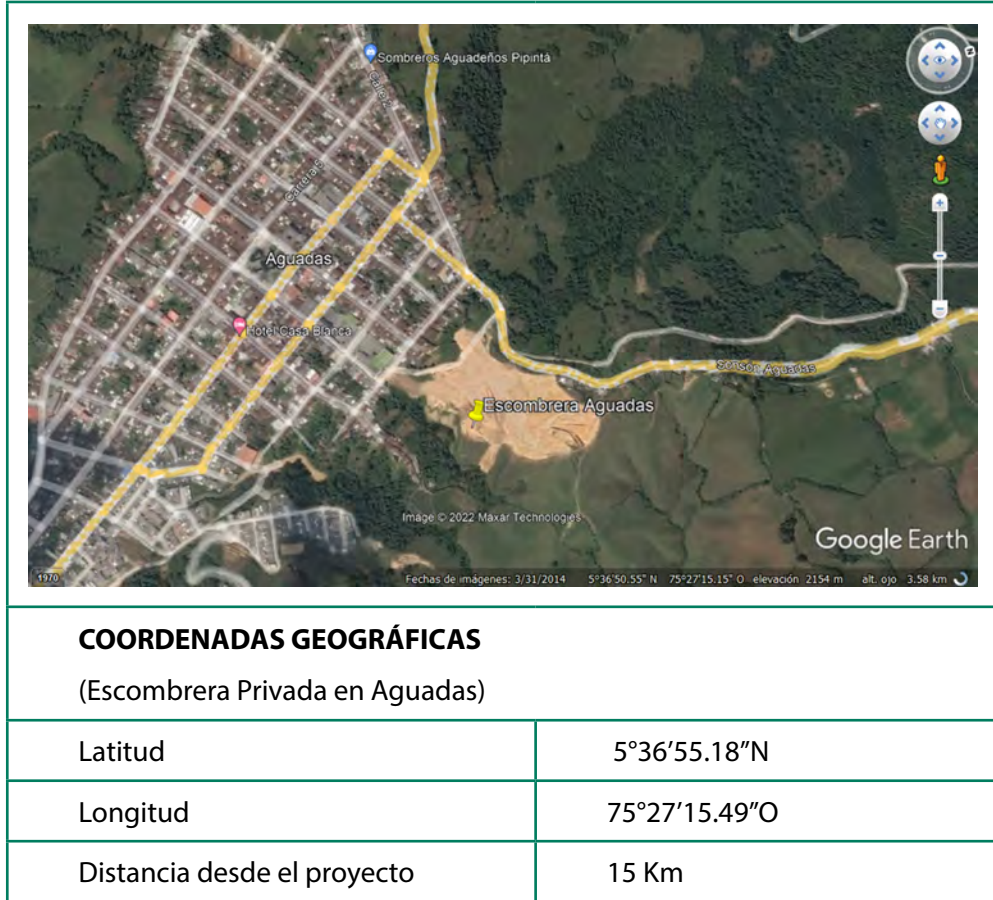 Sombreros Aguadeños Pipintá
Carrera 5
Aguadas
Hotel Casa Blanca
Sonson Aguadas
Escombrera Aguadas
Image © 2022 Maxar Technologies
Google Earth
1970
Fechas de imágenes: 3/31/2014 5°36'50.55" N 75°27'15.15" O elevación 2154 m alt. ojo 3.58 km
COORDENADAS GEOGRÁFICAS
(Escombrera Privada en Aguadas)
Latitud 5°36’55.18”N
Longitud 75°27’15.49”O
Distancia desde el proyecto 15 Km